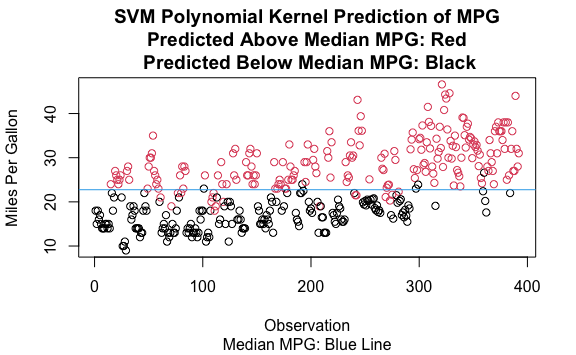 SVM Polynomial Kernel Prediction of MPG
Predicted Above Median MPG: Red
Predicted Below Median MPG: Black
Miles Per Gallon
40
30
20
10
0
100
200
300
400
Observation
Median MPG: Blue Line